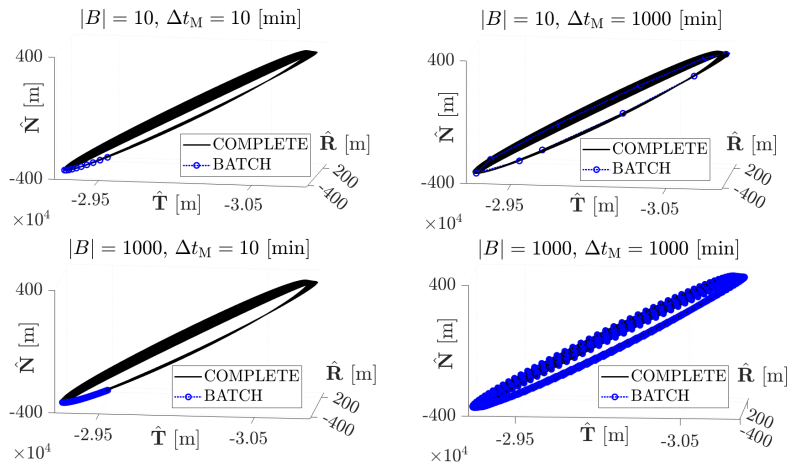 |B| = 10, Δt_M = 10 [min]
400
N̂ [m]
-400
COMPLETE
BATCH
R̂ [m]
200
-400
-2.95
T̂ [m]
-3.05
×10^4
|B| = 10, Δt_M = 1000 [min]
400
N̂ [m]
-400
COMPLETE
BATCH
R̂ [m]
200
-400
-2.95
T̂ [m]
-3.05
×10^4
|B| = 1000, Δt_M = 10 [min]
400
N̂ [m]
-400
COMPLETE
BATCH
R̂ [m]
200
-400
-2.95
T̂ [m]
-3.05
×10^4
|B| = 1000, Δt_M = 1000 [min]
400
N̂ [m]
-400
COMPLETE
BATCH
R̂ [m]
200
-400
-2.95
T̂ [m]
-3.05
×10^4